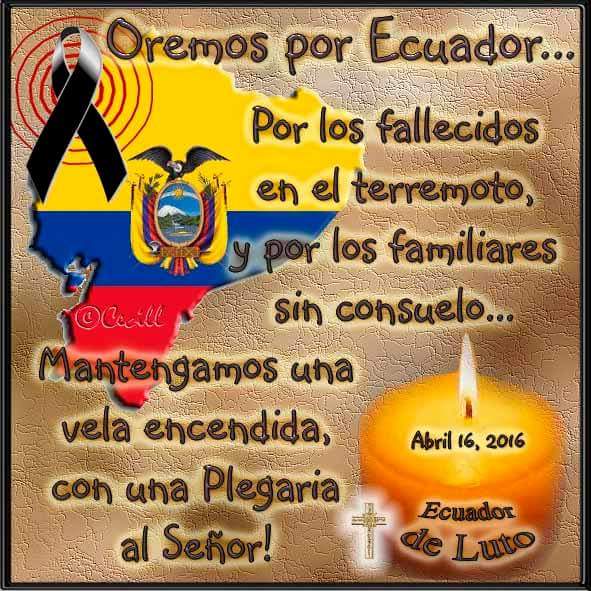 Oremos por Ecuador...
Por los fallecidos
en el terremoto,
y por los familiares
sin consuelo...
©Cecill
Mantengamos una
vela encendida,
con una Plegaria
al Señor!
Abril 16, 2016
Ecuador
de Luto